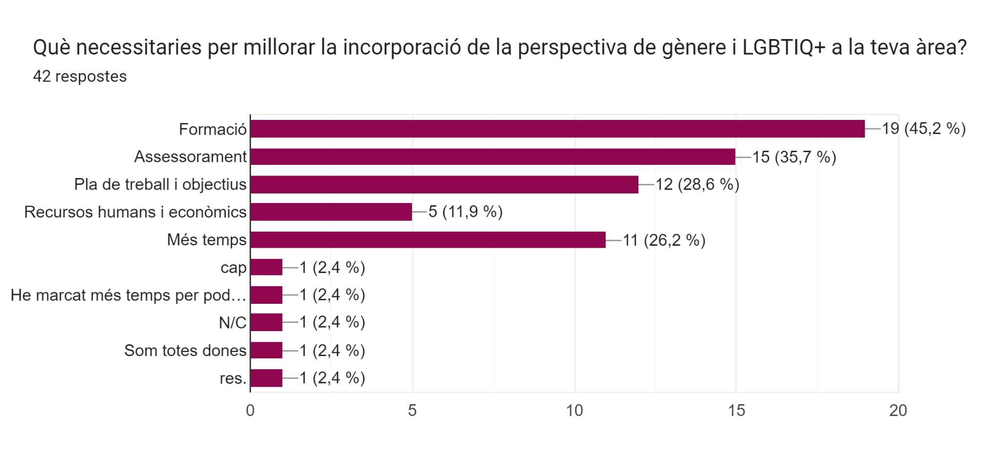 Què necessitaries per millorar la incorporació de la perspectiva de gènere i LGBTIQ+ a la teva àrea?
42 respostes
Formació 19 (45,2 %)
Assessorament 15 (35,7 %)
Pla de treball i objectius 12 (28,6 %)
Recursos humans i econòmics 5 (11,9 %)
Més temps 11 (26,2 %)
cap 1 (2,4 %)
He marcat més temps per pod… 1 (2,4 %)
N/C 1 (2,4 %)
Som totes dones 1 (2,4 %)
res. 1 (2,4 %)
0 5 10 15 20